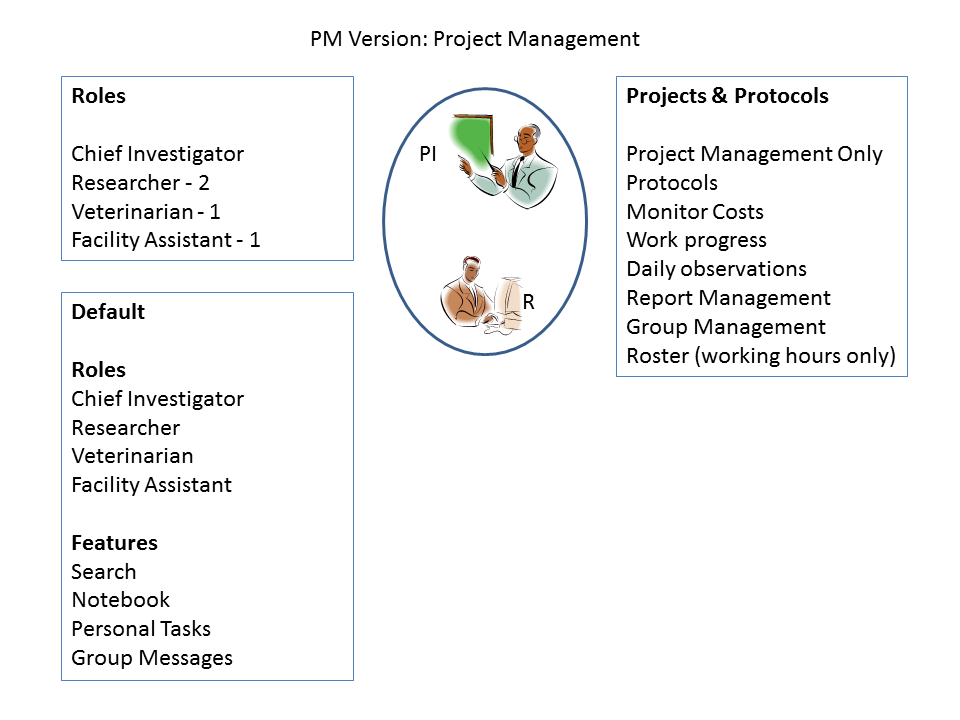 PM Version: Project Management
Roles
Chief Investigator
Researcher - 2
Veterinarian - 1
Facility Assistant - 1
Default
Roles
Chief Investigator
Researcher
Veterinarian
Facility Assistant
Features
Search
Notebook
Personal Tasks
Group Messages
PI
R
Projects & Protocols
Project Management Only
Protocols
Monitor Costs
Work progress
Daily observations
Report Management
Group Management
Roster (working hours only)